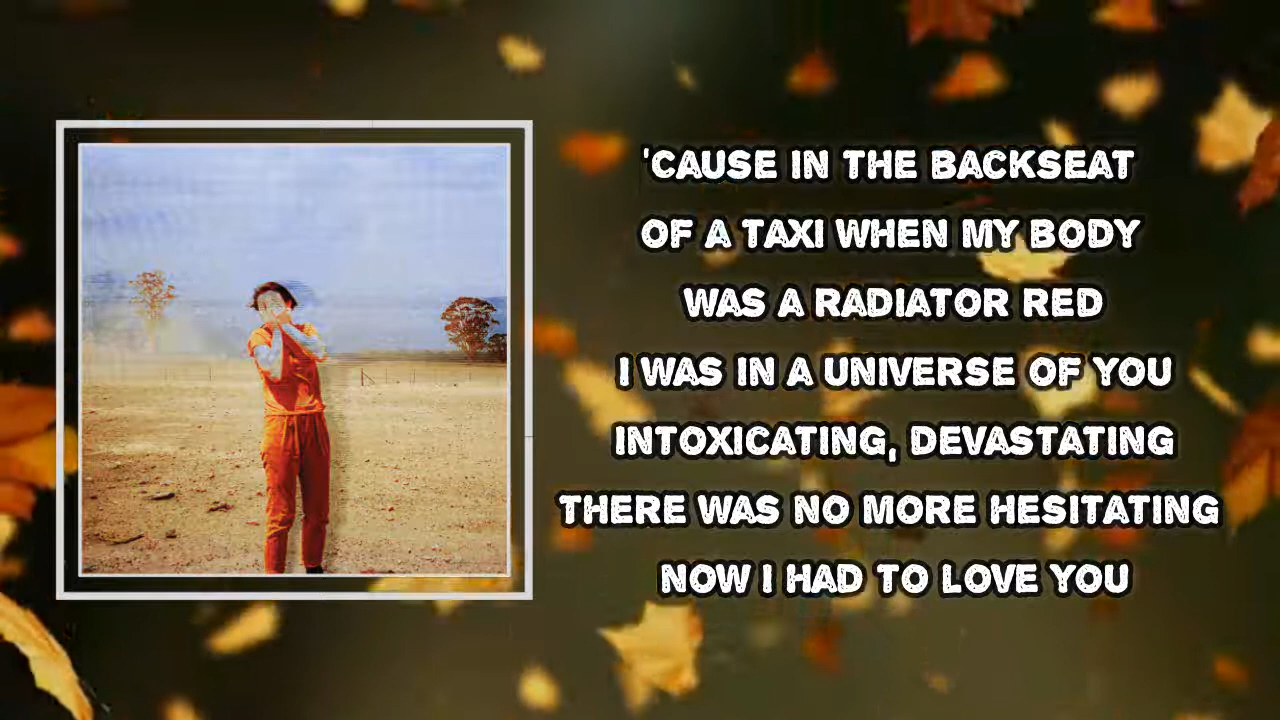 'CAUSE IN THE BACKSEAT
OF A TAXI WHEN MY BODY
WAS A RADIATOR RED
I WAS IN A UNIVERSE OF YOU
INTOXICATING, DEVASTATING
THERE WAS NO MORE HESITATING
NOW I HAD TO LOVE YOU